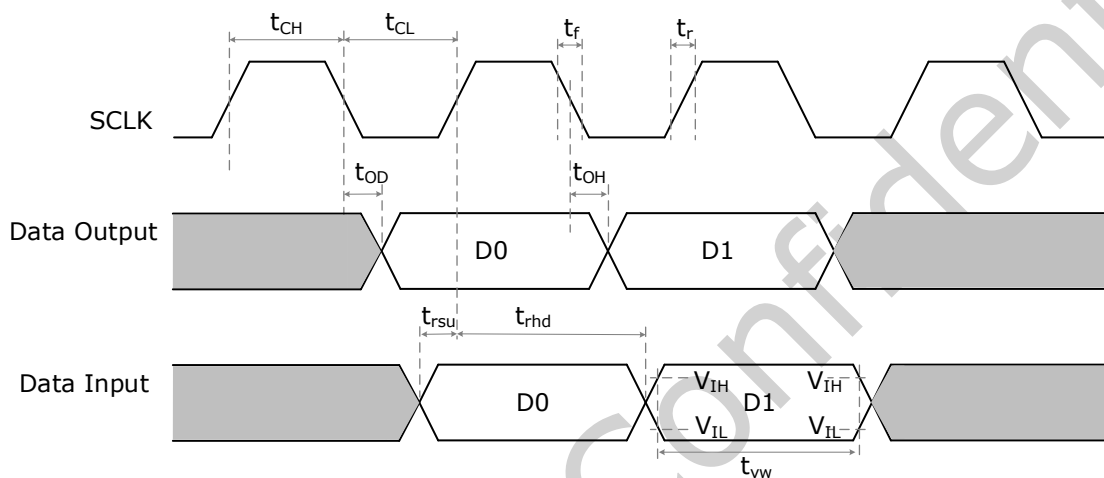 tCH tCL tf tr
SCLK
tOD tOH
Data Output D0 D1
trsu trhd
Data Input D0 D1
VIH VIH
VIL VIL
tvw